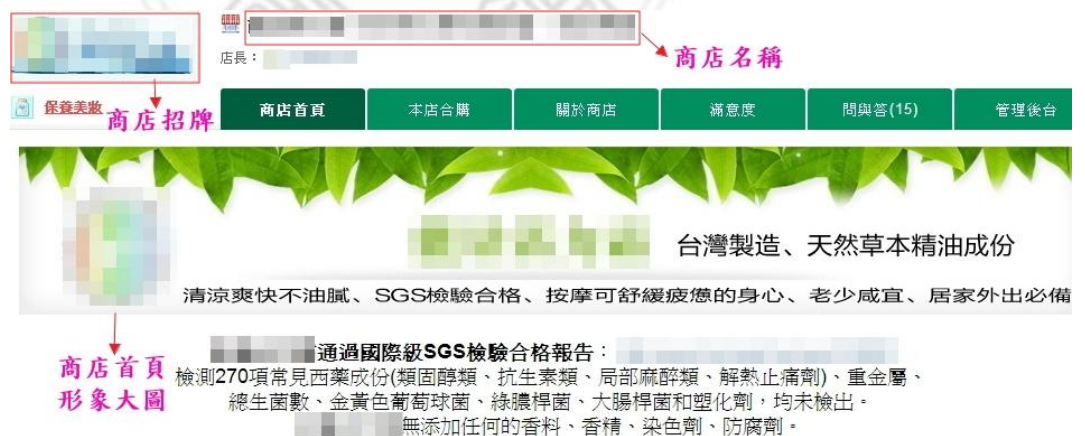 店長：
商店名稱
保養美妝
商店招牌
商店首頁 本店合購 關於商店 滿意度 問與答(15) 管理後台
台灣製造、天然草本精油成份
清涼爽快不油膩、SGS檢驗合格、按摩可舒緩疲憊的身心、老少咸宜、居家外出必備
商店首頁
形象大圖
通過國際級SGS檢驗合格報告：
檢測270項常見西藥成份(類固醇類、抗生素類、局部麻醉類、解熱止痛劑)、重金屬、
總生菌數、金黃色葡萄球菌、綠膿桿菌、大腸桿菌和塑化劑，均未檢出。
無添加任何的香料、香精、染色劑、防腐劑。